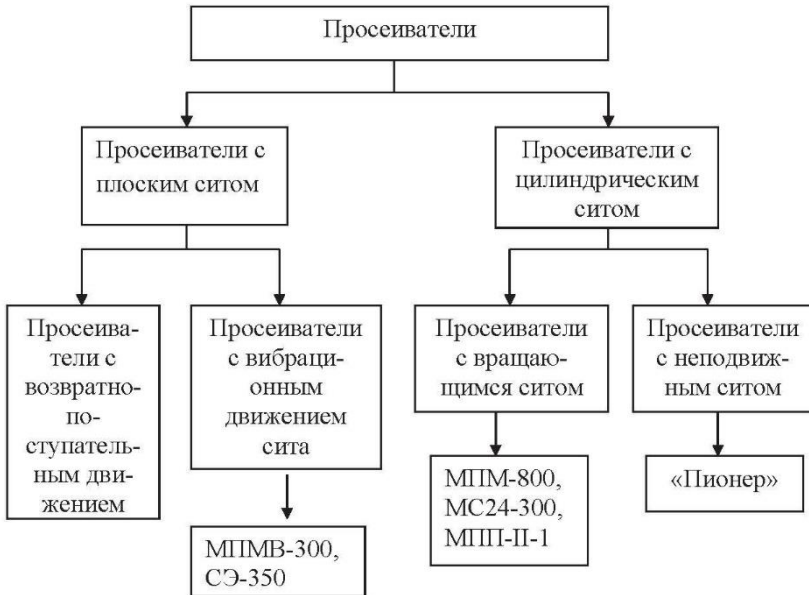 Просеиватели
Просеиватели с
плоским ситом
Просеиватели с
цилиндрическим
ситом
Просеива-
тели с
возвратно-
по-
ступатель-
ным дви-
жением
Просеиватели
с вибраци-
онным
движением
сита
Просеиватели
с вращаю-
щимся ситом
Просеиватели
с неподвиж-
ным ситом
МПМВ-300,
СЭ-350
МПМ-800,
МС24-300,
МПП-II-1
«Пионер»